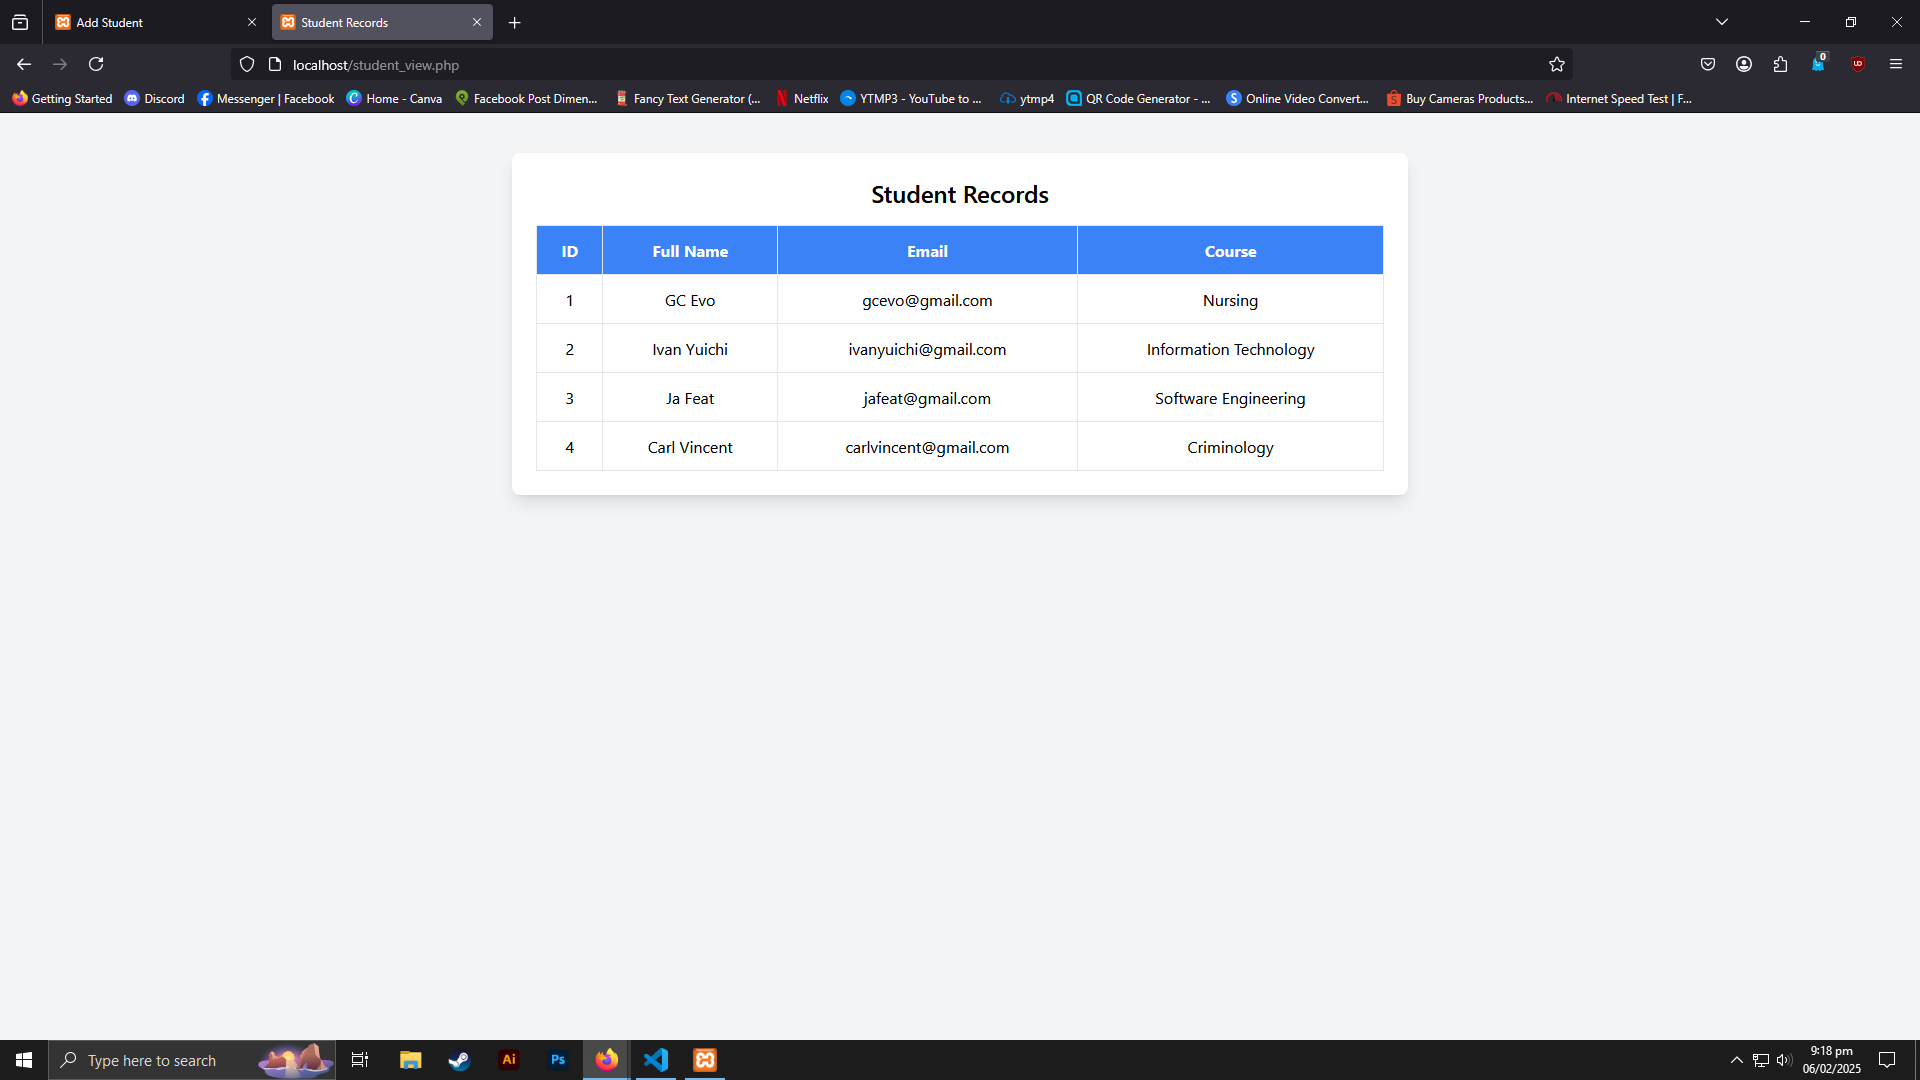 Add Student
Student Records
localhost/student_view.php
0
Getting Started
Discord
Messenger | Facebook
Home - Canva
Facebook Post Dimen...
Fancy Text Generator (...
Netflix
YTMP3 - YouTube to ...
ytmp4
QR Code Generator - ...
Online Video Convert...
Buy Cameras Products...
Internet Speed Test | F...
Student Records
ID Full Name Email Course
1 GC Evo gcevo@gmail.com Nursing
2 Ivan Yuichi ivanyuichi@gmail.com Information Technology
3 Ja Feat jafeat@gmail.com Software Engineering
4 Carl Vincent carlvincent@gmail.com Criminology
Type here to search
Ai
Ps
9:18 pm
06/02/2025